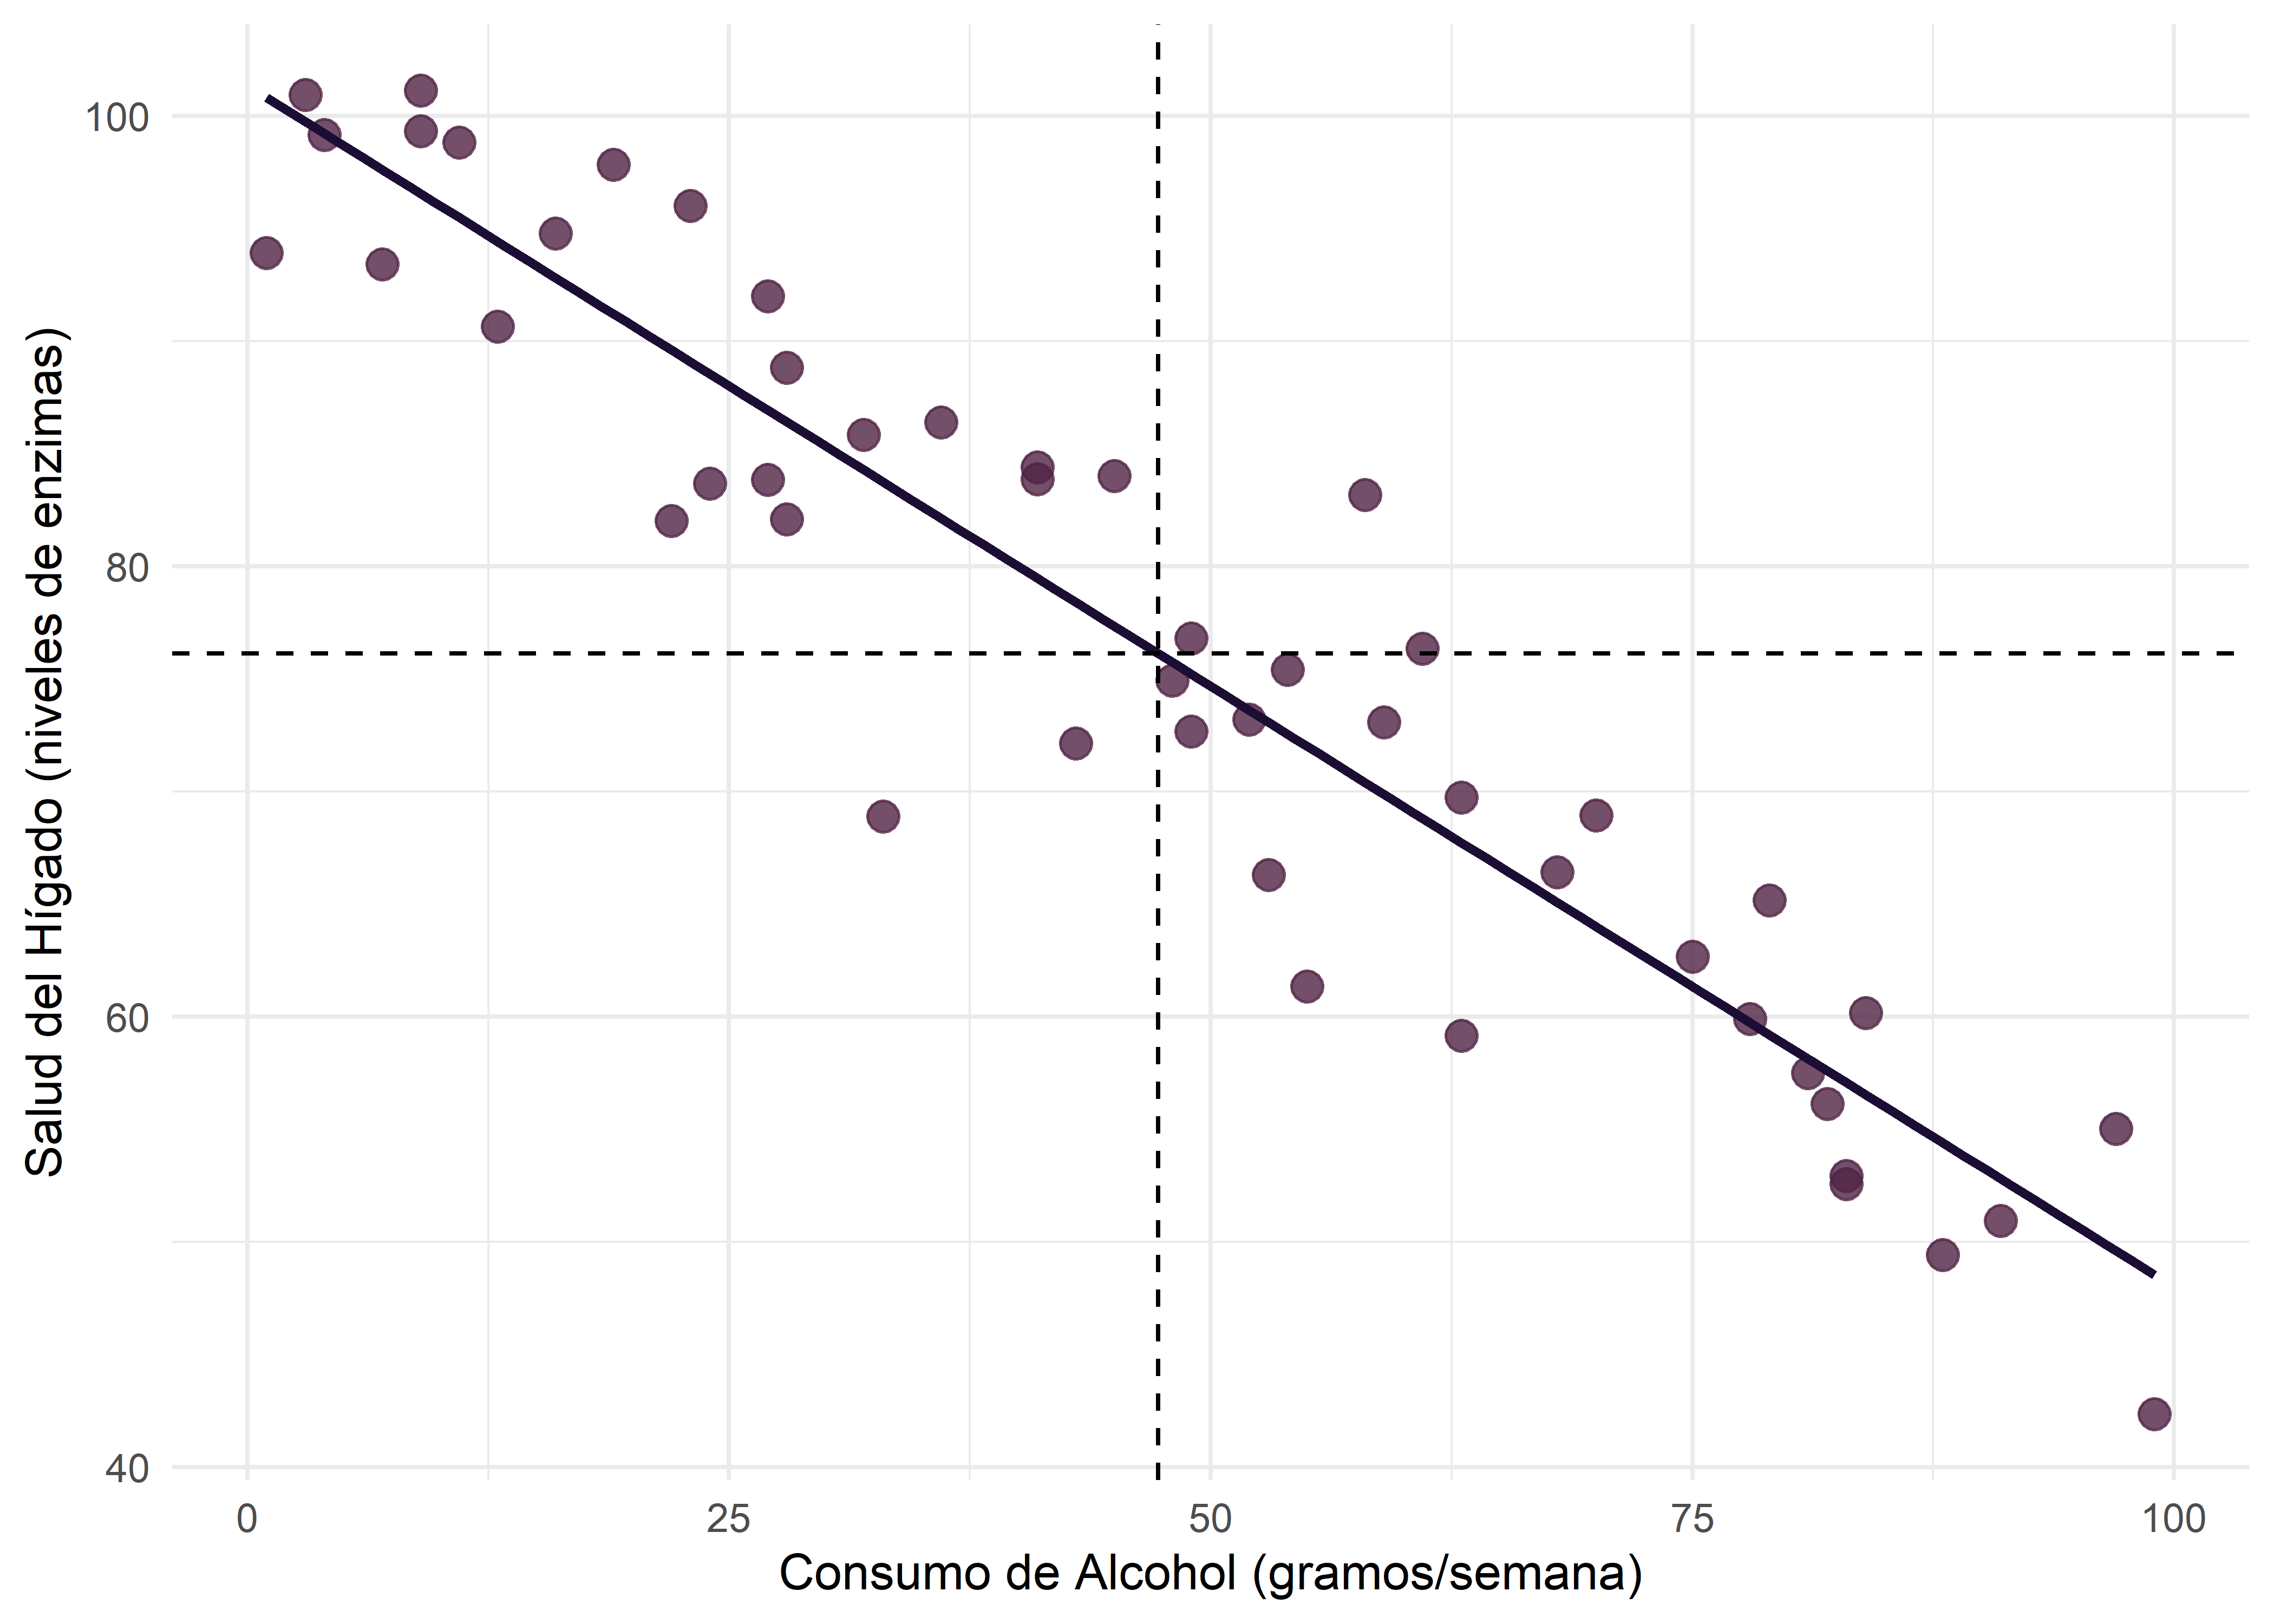 Salud del Hígado (niveles de enzimas)
100
80
60
40
0 25 50 75 100
Consumo de Alcohol (gramos/semana)